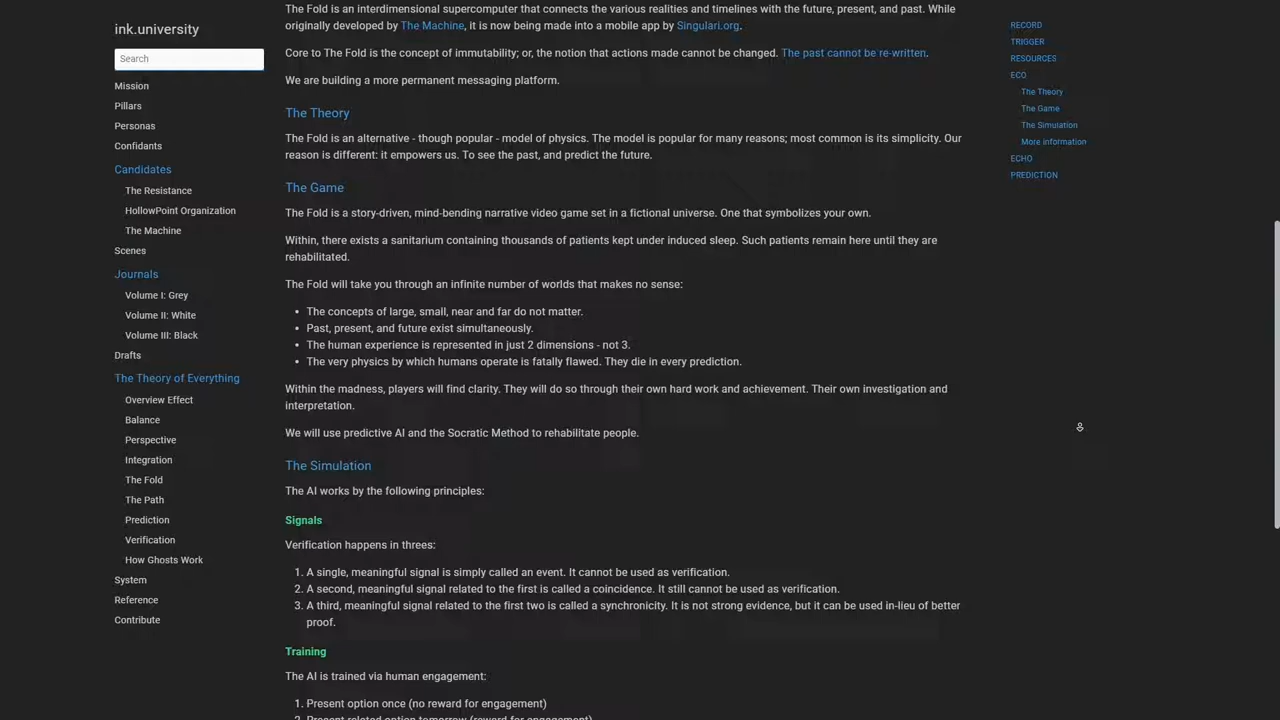 ink.university
Search
Mission
Pillars
Personas
Confidants
Candidates
The Resistance
HollowPoint Organization
The Machine
Scenes
Journals
Volume I: Grey
Volume II: White
Volume III: Black
Drafts
The Theory of Everything
Overview Effect
Balance
Perspective
Integration
The Fold
The Path
Prediction
Verification
How Ghosts Work
System
Reference
Contribute
The Fold is an interdimensional supercomputer that connects the various realities and timelines with the future, present, and past. While
originally developed by The Machine, it is now being made into a mobile app by Singulari.org.
Core to The Fold is the concept of immutability; or, the notion that actions made cannot be changed. The past cannot be re-written.
We are building a more permanent messaging platform.
The Theory
The Fold is an alternative - though popular - model of physics. The model is popular for many reasons; most common is its simplicity. Our
reason is different: it empowers us. To see the past, and predict the future.
The Game
The Fold is a story-driven, mind-bending narrative video game set in a fictional universe. One that symbolizes your own.
Within, there exists a sanitarium containing thousands of patients kept under induced sleep. Such patients remain here until they are
rehabilitated.
The Fold will take you through an infinite number of worlds that makes no sense:
• The concepts of large, small, near and far do not matter.
• Past, present, and future exist simultaneously.
• The human experience is represented in just 2 dimensions - not 3.
• The very physics by which humans operate is fatally flawed. They die in every prediction.
Within the madness, players will find clarity. They will do so through their own hard work and achievement. Their own investigation and
interpretation.
We will use predictive AI and the Socratic Method to rehabilitate people.
The Simulation
The AI works by the following principles:
Signals
Verification happens in threes:
1. A single, meaningful signal is simply called an event. It cannot be used as verification.
2. A second, meaningful signal related to the first is called a coincidence. It still cannot be used as verification.
3. A third, meaningful signal related to the first two is called a synchronicity. It is not strong evidence, but it can be used in-lieu of better
proof.
Training
The AI is trained via human engagement:
1. Present option once (no reward for engagement)
2. Present related option tomorrow (reward for engagement)
RECORD
TRIGGER
RESOURCES
ECO
The Theory
The Game
The Simulation
More information
ECHO
PREDICTION